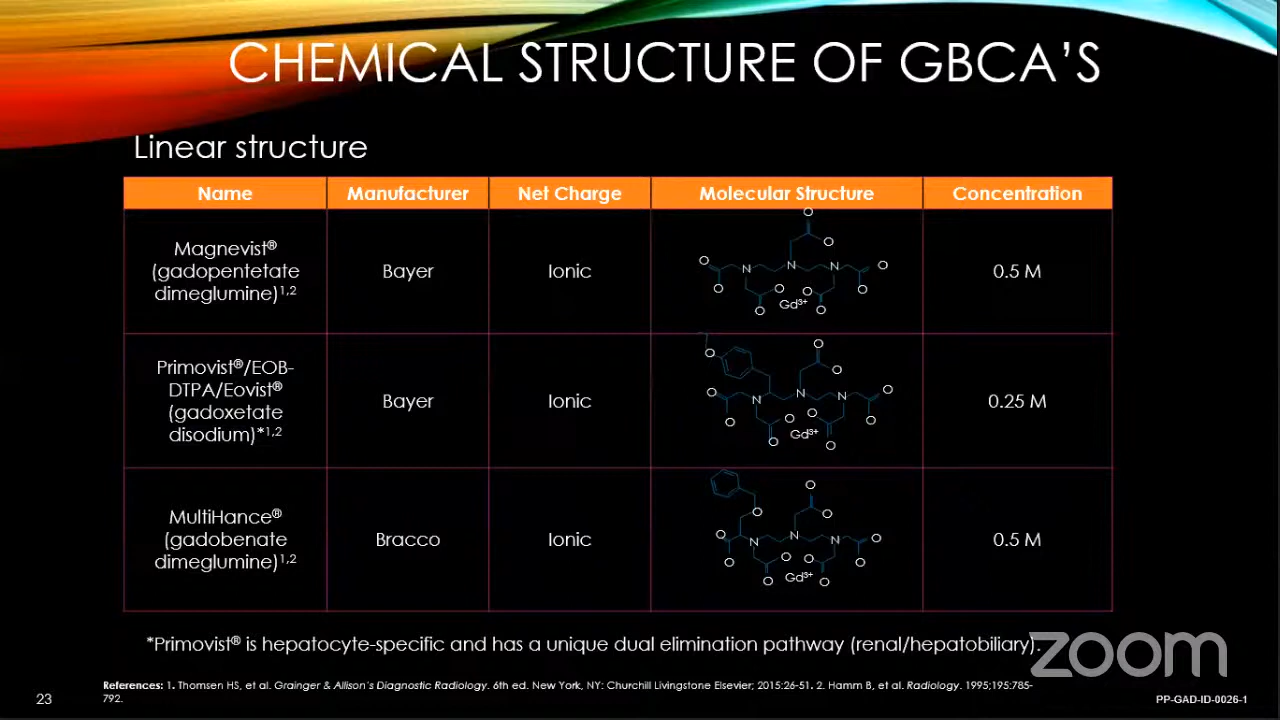 CHEMICAL STRUCTURE OF GBCA'S
Linear structure
Name Manufacturer Net Charge Molecular Structure Concentration
Magnevist®
(gadopentetate
dimeglumine)1,2
Bayer
Ionic
O
O
O N N N O
O O O O
Gd3+
O O
0.5 M
Primovist®/EOB-
DTPA/Eovist®
(gadoxetate
disodium)*1,2
Bayer
Ionic
O
O
O
O N N N O
O O O O
Gd3+
O O
0.25 M
MultiHance®
(gadobenate
dimeglumine)1,2
Bracco
Ionic
O
O O
O N N N O
O O O O
Gd3+
O O
0.5 M
*Primovist® is hepatocyte-specific and has a unique dual elimination pathway (renal/hepatobiliary).
zoom
References: 1. Thomsen HS, et al. Grainger & Allison's Diagnostic Radiology. 6th ed. New York, NY: Churchill Livingstone Elsevier; 2015:26-51. 2. Hamm B, et al. Radiology. 1995;195:785-
792.
23
PP-GAD-ID-0026-1